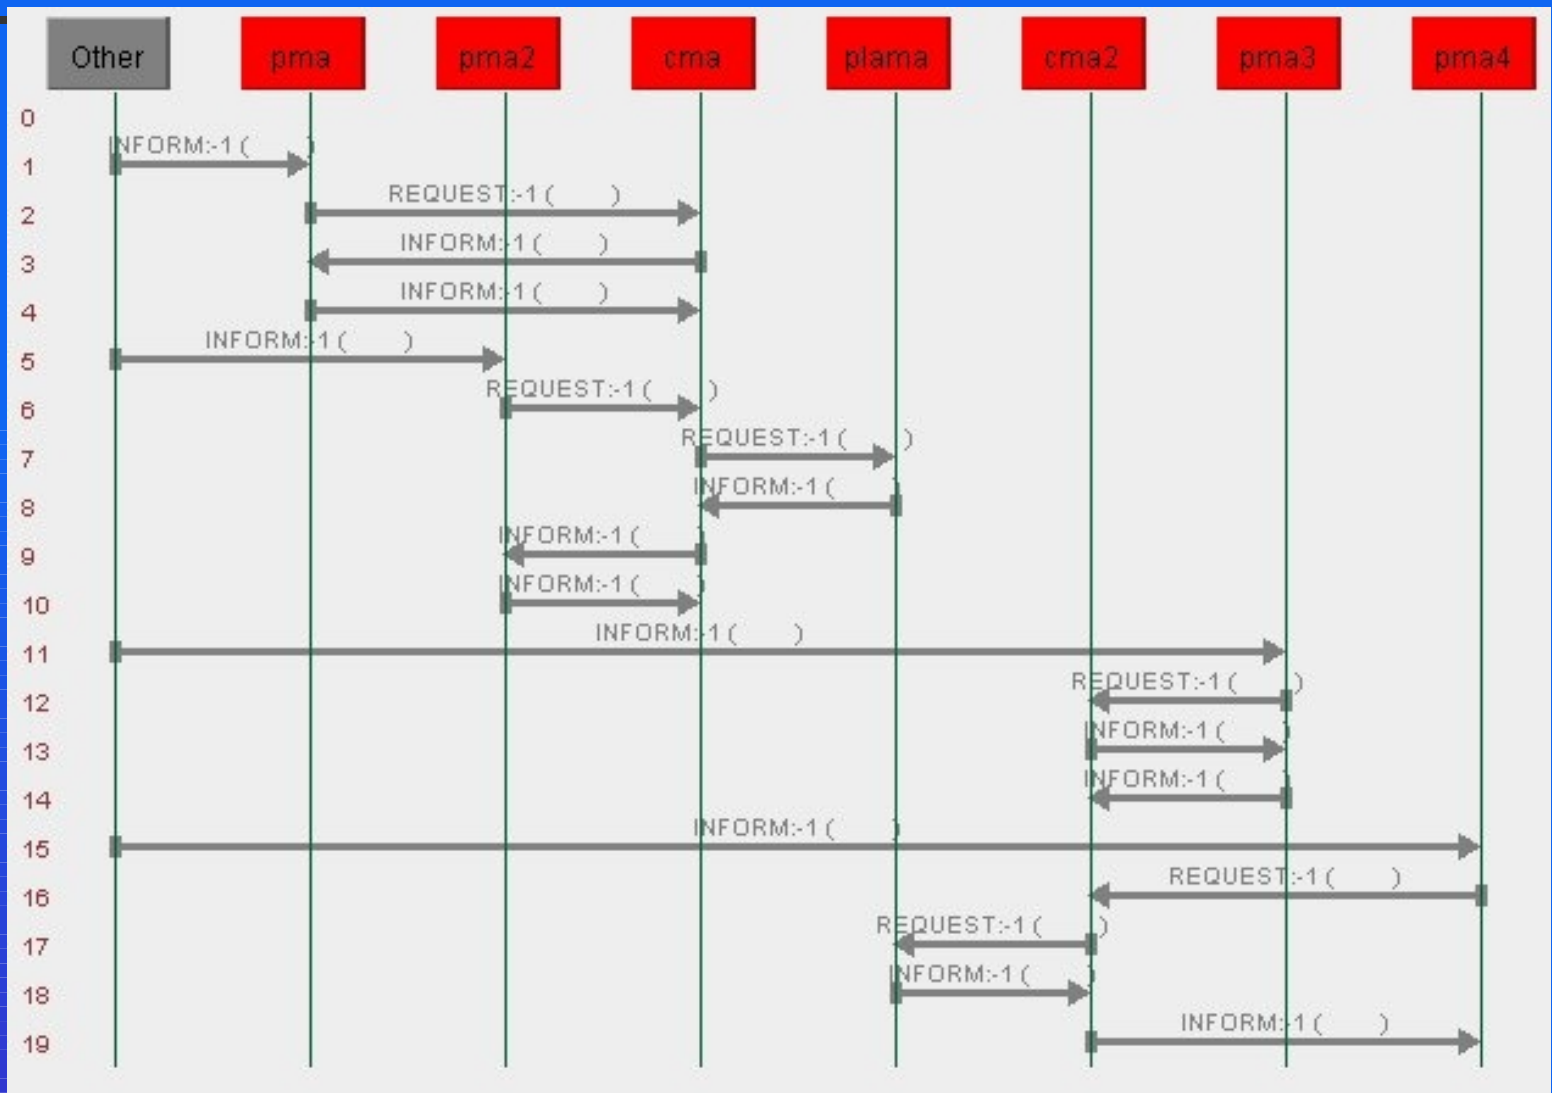 Other pma pma2 cma plama cma2 pma3 pma4
0
INFORM:-1 ( )
1
REQUEST:-1 ( )
2
INFORM:-1 ( )
3
INFORM:-1 ( )
4
INFORM:-1 ( )
5
REQUEST:-1 ( )
6
REQUEST:-1 ( )
7
INFORM:-1 ( )
8
INFORM:-1 ( )
9
INFORM:-1 ( )
10
INFORM:-1 ( )
11
REQUEST:-1 ( )
12
INFORM:-1 ( )
13
INFORM:-1 ( )
14
INFORM:-1 ( )
15
REQUEST:-1 ( )
16
REQUEST:-1 ( )
17
INFORM:-1 ( )
18
INFORM:-1 ( )
19